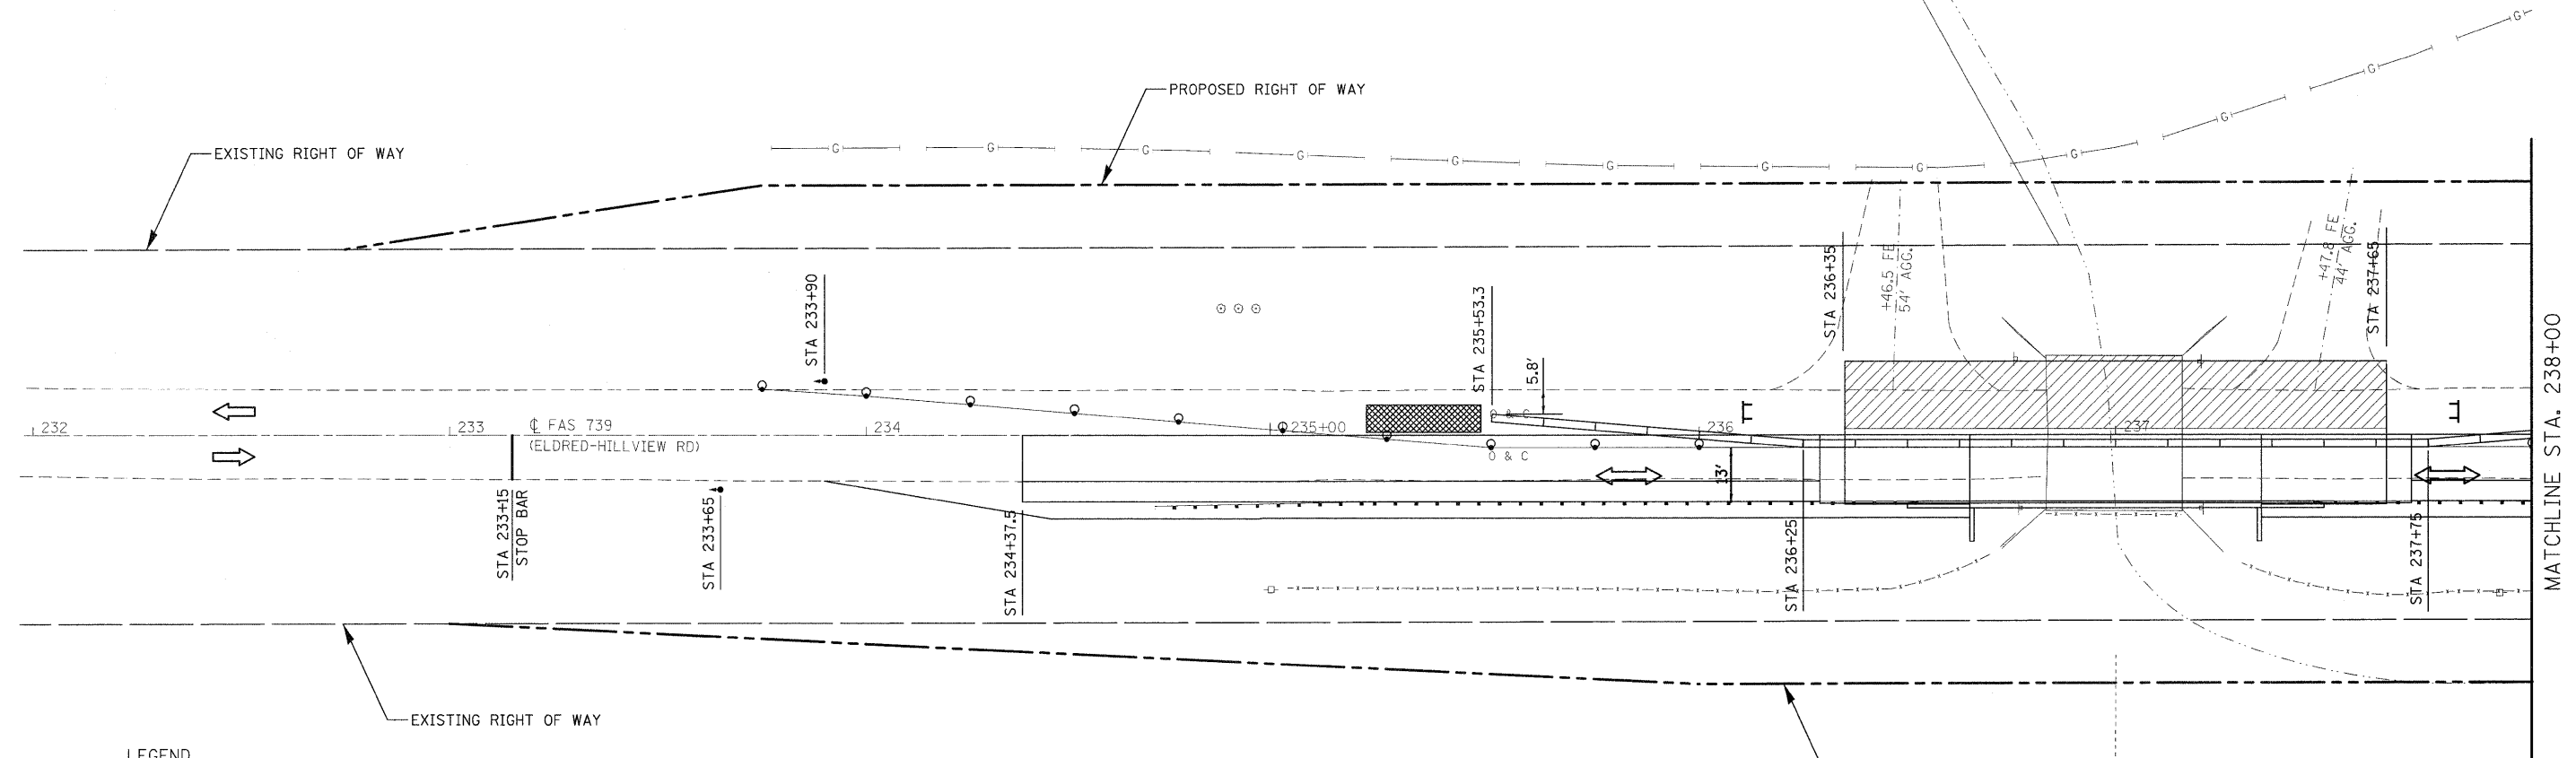 G
PROPOSED RIGHT OF WAY
G
G
EXISTING RIGHT OF WAY
G
G
G
G
G
G
G
G
G
STA 233+90
STA 235+53.3
5.8'
STA 236+35
+46.5 FE
54' AGG.
+47.8 FE
44' AGG.
STA 237+65
MATCHLINE STA. 238+00
O & C
232
233
℄ FAS 739
(ELDRED-HILLVIEW RD)
234
235+00
236
237
O & C
13'
STA 233+15
STOP BAR
STA 233+65
STA 234+37.5
STA 236+25
STA 237+75
EXISTING RIGHT OF WAY
LEGEND